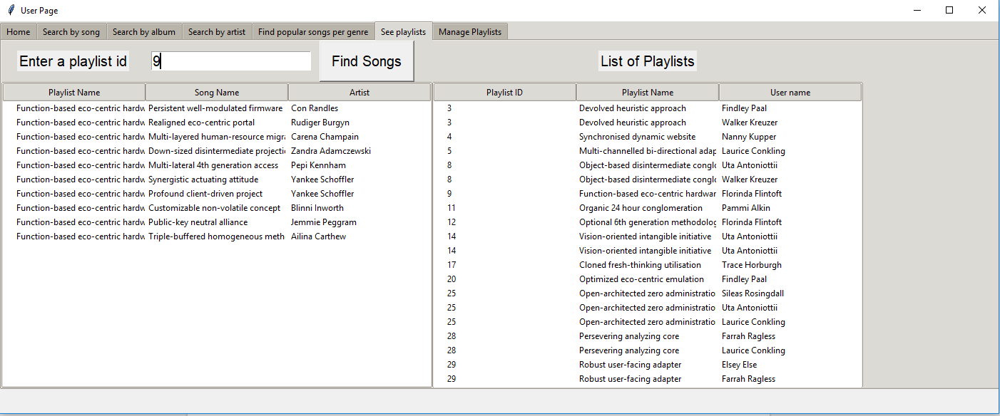 User Page
Home Search by song Search by album Search by artist Find popular songs per genre See playlists Manage Playlists
Enter a playlist id 9 Find Songs List of Playlists
Playlist Name Song Name Artist Playlist ID Playlist Name User name
Function-based eco-centric hardw Persistent well-modulated firmware Con Randles 3 Devolved heuristic approach Findley Paal
Function-based eco-centric hardw Realigned eco-centric portal Rudiger Burgyn 3 Devolved heuristic approach Walker Kreuzer
Function-based eco-centric hardw Multi-layered human-resource migra Carena Champain 4 Synchronised dynamic website Nanny Kupper
Function-based eco-centric hardw Down-sized disintermediate projectic Zandra Adamczewski 5 Multi-channelled bi-directional adap Laurice Conkling
Function-based eco-centric hardw Multi-lateral 4th generation access Pepi Kennham 8 Object-based disintermediate conglc Uta Antoniottii
Function-based eco-centric hardw Synergistic actuating attitude Yankee Schoffler 8 Object-based disintermediate conglc Walker Kreuzer
Function-based eco-centric hardw Profound client-driven project Yankee Schoffler 9 Function-based eco-centric hardwar Florinda Flintoft
Function-based eco-centric hardw Customizable non-volatile concept Blinni Inworth 11 Organic 24 hour conglomeration Pammi Alkin
Function-based eco-centric hardw Public-key neutral alliance Jemmie Peggram 12 Optional 6th generation methodolog Florinda Flintoft
Function-based eco-centric hardw Triple-buffered homogeneous meth Ailina Carthew 14 Vision-oriented intangible initiative Uta Antoniottii
14 Vision-oriented intangible initiative Uta Antoniottii
17 Cloned fresh-thinking utilisation Trace Horburgh
20 Optimized eco-centric emulation Findley Paal
25 Open-architected zero administratio Sileas Rosingdall
25 Open-architected zero administratio Uta Antoniottii
25 Open-architected zero administratio Laurice Conkling
28 Persevering analyzing core Farrah Ragless
28 Persevering analyzing core Laurice Conkling
29 Robust user-facing adapter Elsey Else
29 Robust user-facing adapter Farrah Ragless